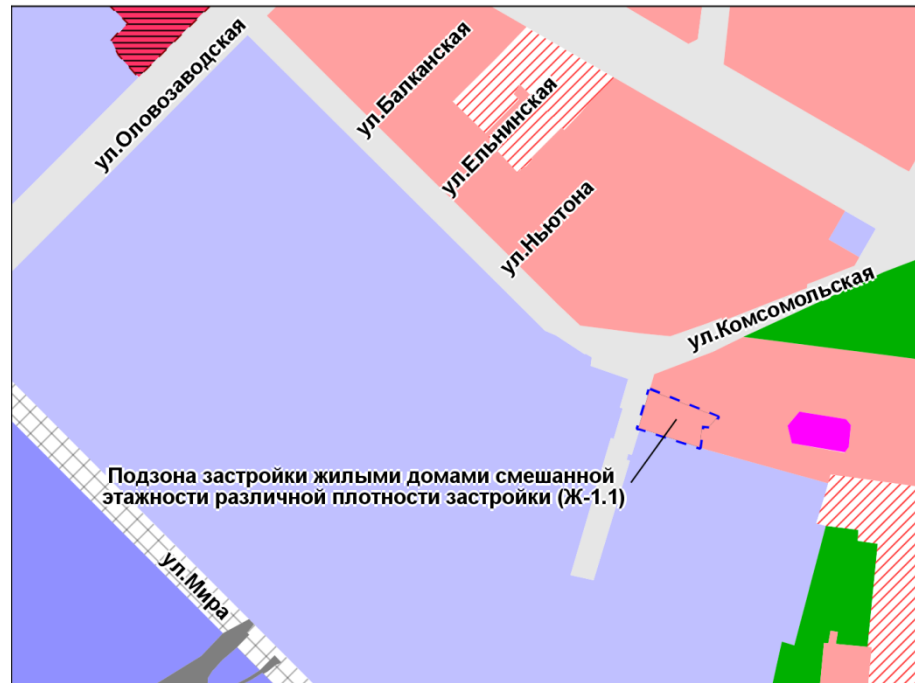 ул.Оловозаводская
ул.Балканская
ул.Ельнинская
ул.Ньютона
ул.Комсомольская
Подзона застройки жилыми домами смешанной
этажности различной плотности застройки (Ж-1.1)
ул.Мира